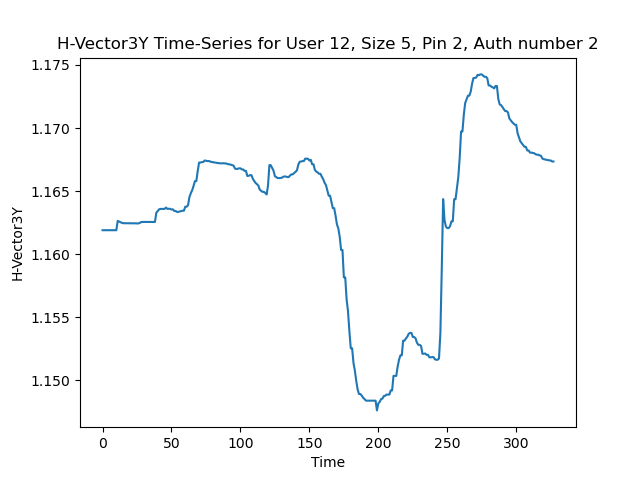 H-Vector3Y Time-Series for User 12, Size 5, Pin 2, Auth number 2
1.175
1.170
1.165
1.160
1.155
1.150
H-Vector3Y
0 50 100 150 200 250 300
Time